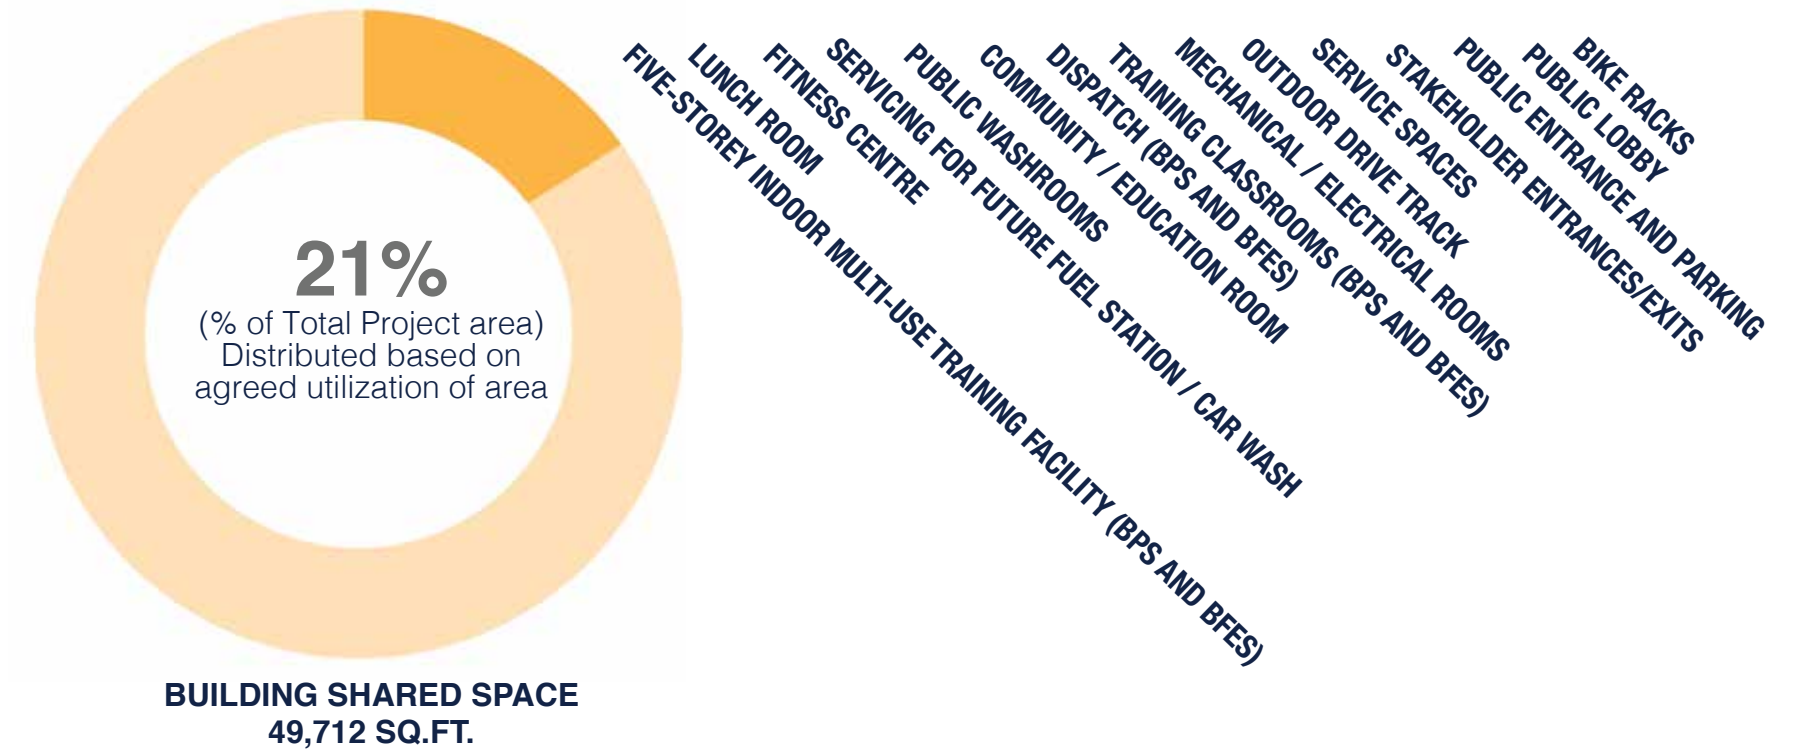 21%
(% of Total Project area)
Distributed based on
agreed utilization of area
BUILDING SHARED SPACE
49,712 SQ.FT.
FIVE-STOREY INDOOR MULTI-USE TRAINING FACILITY (BPS AND BFES)
LUNCH ROOM
FITNESS CENTRE
SERVICING FOR FUTURE FUEL STATION / CAR WASH
PUBLIC WASHROOMS
COMMUNITY / EDUCATION ROOM
DISPATCH (BPS AND BFES)
TRAINING CLASSROOMS (BPS AND BFES)
MECHANICAL / ELECTRICAL ROOMS
OUTDOOR DRIVE TRACK
SERVICE SPACES
STAKEHOLDER ENTRANCES/EXITS
PUBLIC ENTRANCE AND PARKING
PUBLIC LOBBY
BIKE RACKS